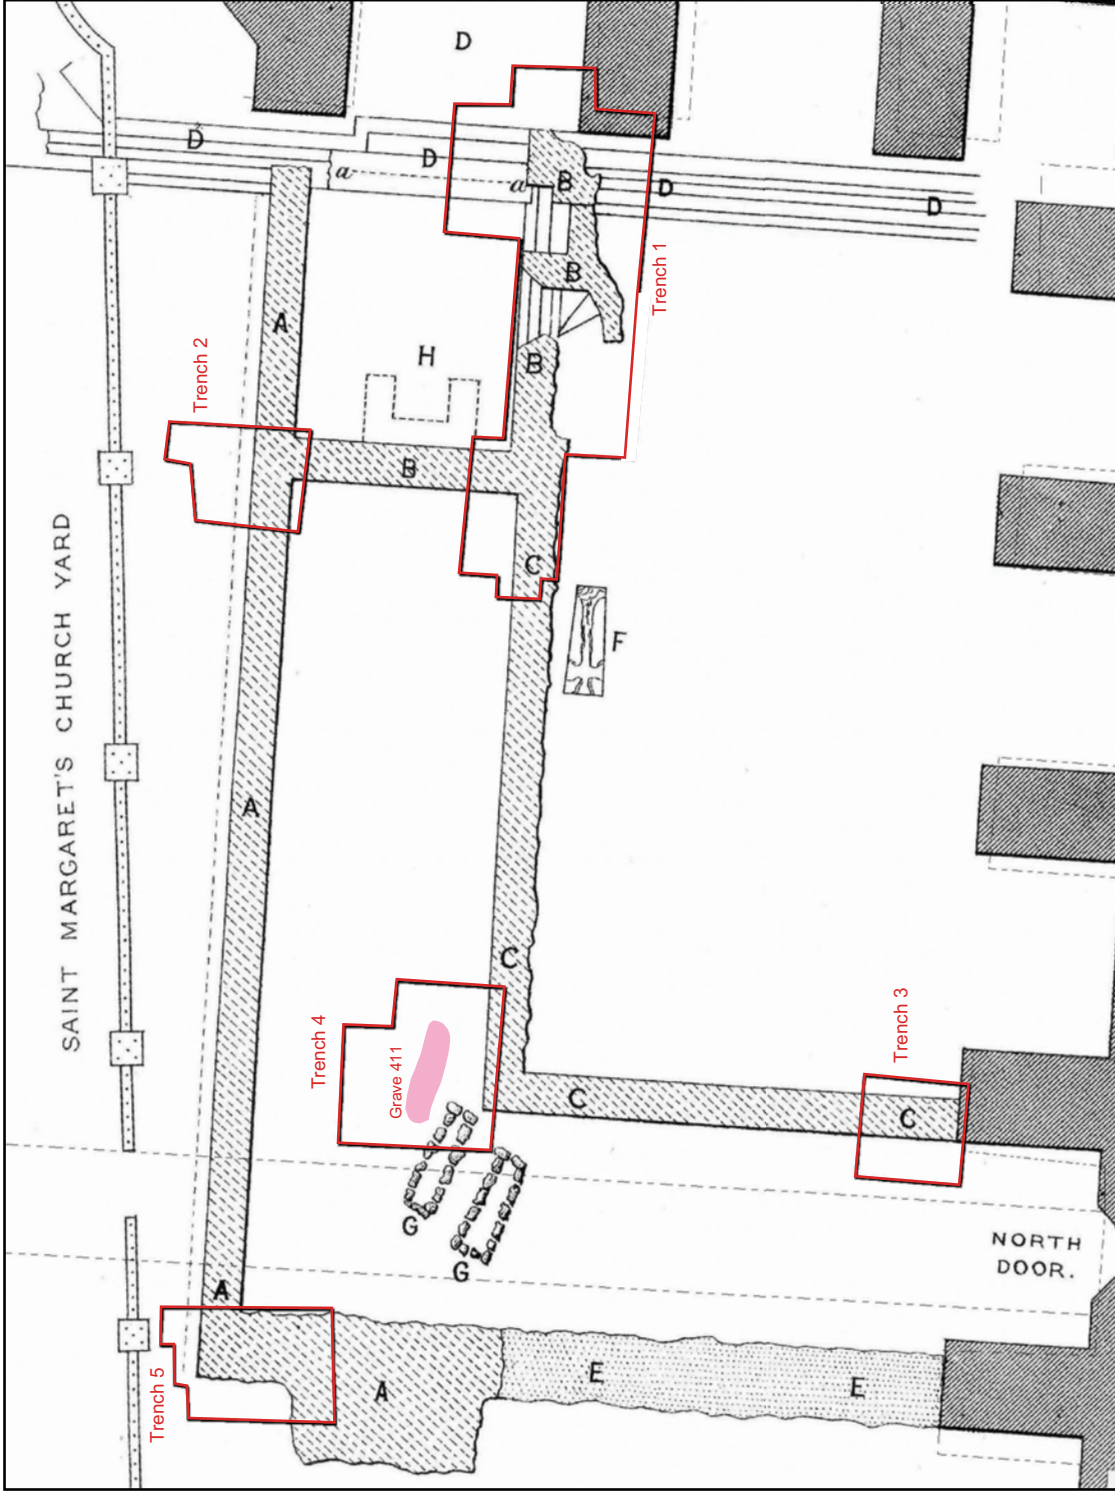 D
D
D
a
a
B
D
D
Trench 1
B
A
H
B
Trench 2
B
C
SAINT MARGARET'S CHURCH YARD
F
A
C
Trench 3
Trench 4
Grave 411
C
C
G
G
NORTH
DOOR.
A
Trench 5
A
E
E